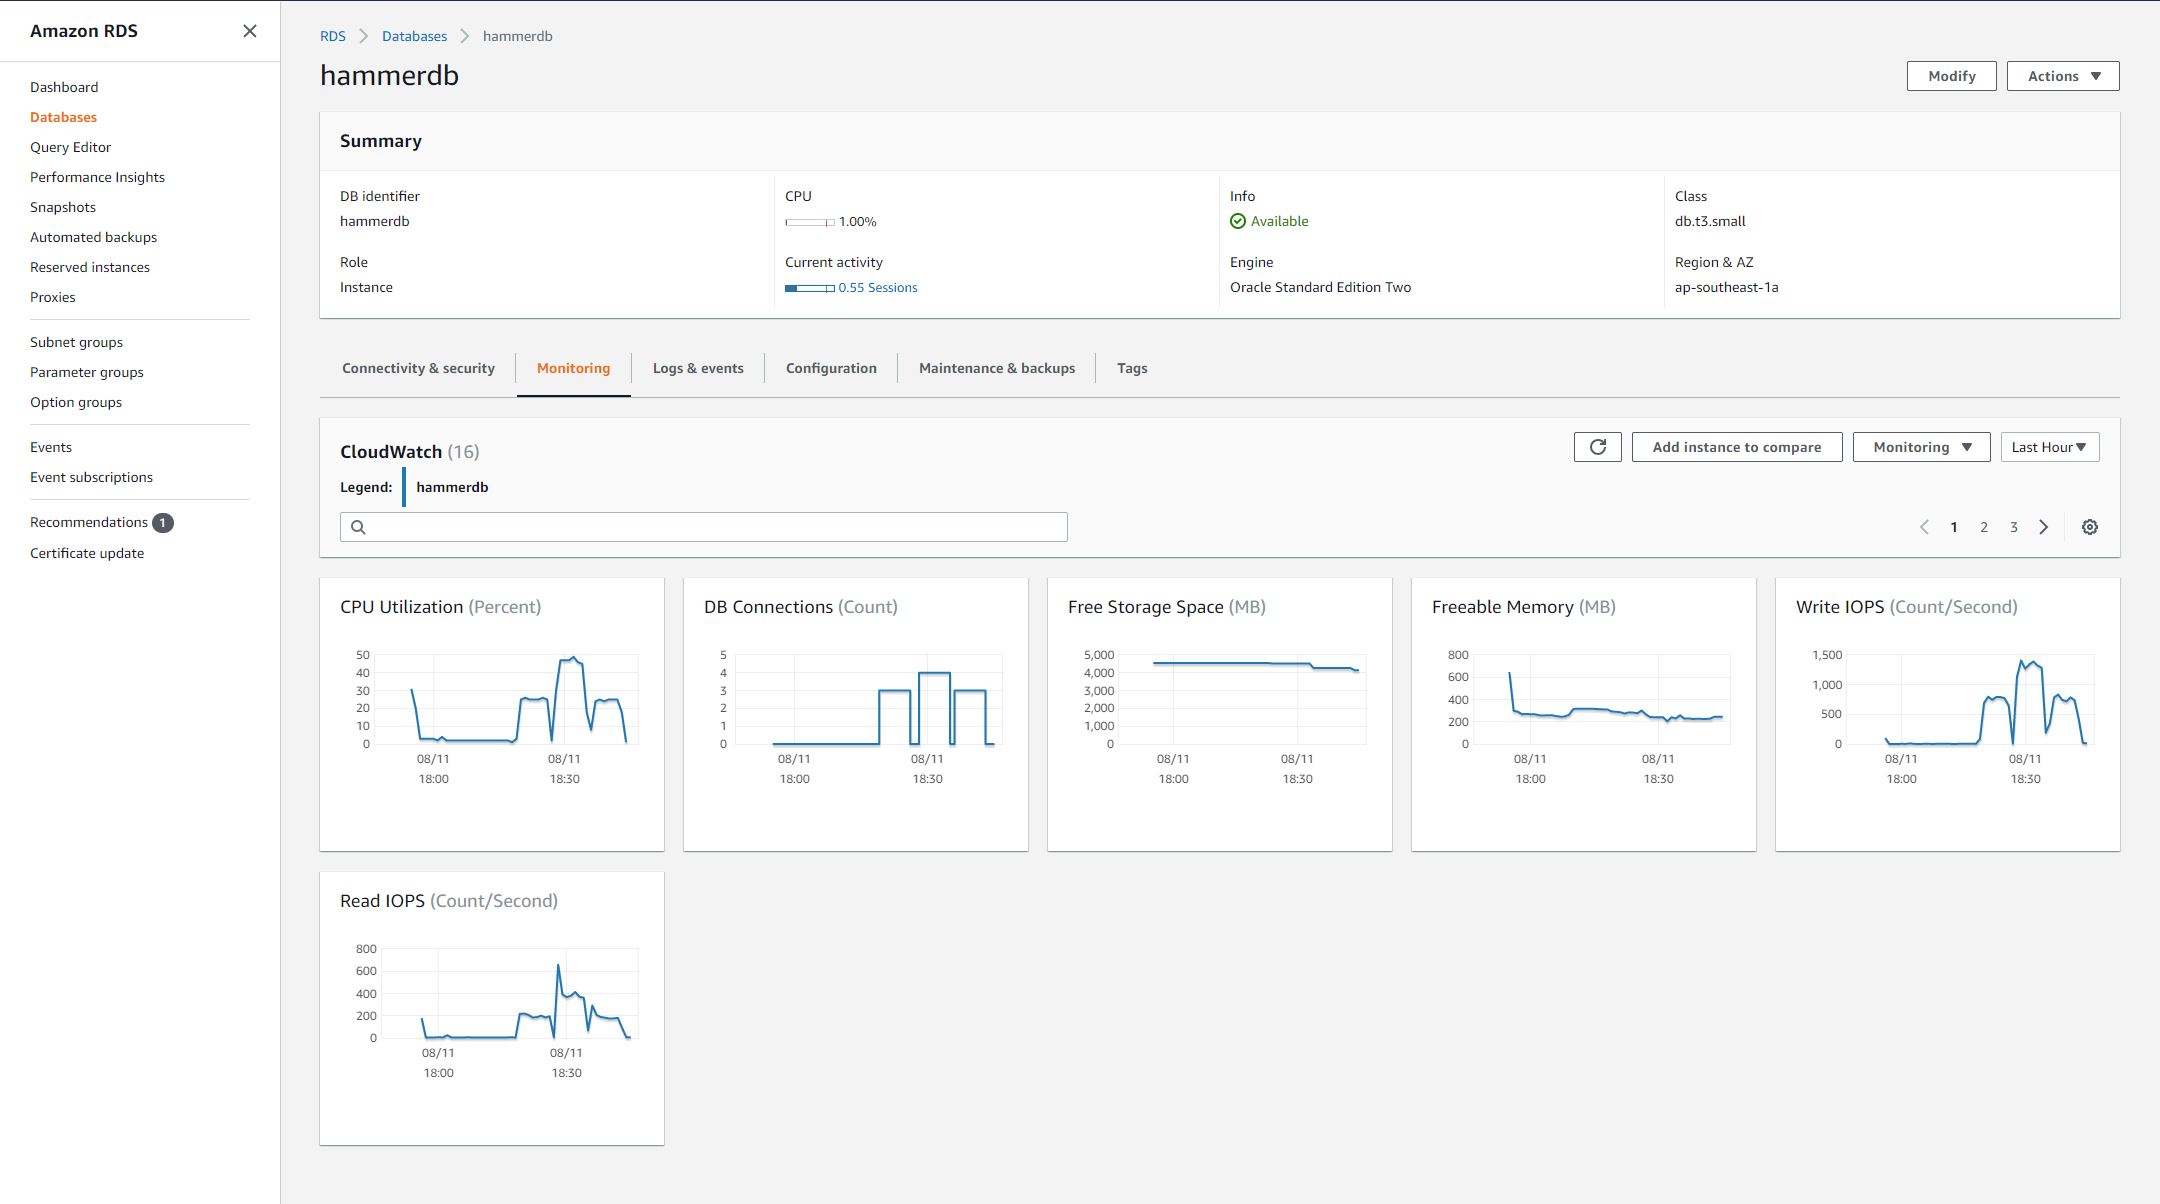 Amazon RDS
Dashboard
Databases
Query Editor
Performance Insights
Snapshots
Automated backups
Reserved instances
Proxies
Subnet groups
Parameter groups
Option groups
Events
Event subscriptions
Recommendations 1
Certificate update
RDS Databases hammerdb
hammerdb
Modify Actions
Summary
DB identifier
hammerdb
CPU
1.00%
Info
Available
Class
db.t3.small
Role
Instance
Current activity
0.55 Sessions
Engine
Oracle Standard Edition Two
Region & AZ
ap-southeast-1a
Connectivity & security Monitoring Logs & events Configuration Maintenance & backups Tags
CloudWatch (16)
Add instance to compare Monitoring Last Hour
Legend: hammerdb
1 2 3
CPU Utilization (Percent)
50
40
30
20
10
0
08/11 08/11
18:00 18:30
DB Connections (Count)
5
4
3
2
1
0
08/11 08/11
18:00 18:30
Free Storage Space (MB)
5,000
4,000
3,000
2,000
1,000
0
08/11 08/11
18:00 18:30
Freeable Memory (MB)
800
600
400
200
0
08/11 08/11
18:00 18:30
Write IOPS (Count/Second)
1,500
1,000
500
0
08/11 08/11
18:00 18:30
Read IOPS (Count/Second)
800
600
400
200
0
08/11 08/11
18:00 18:30